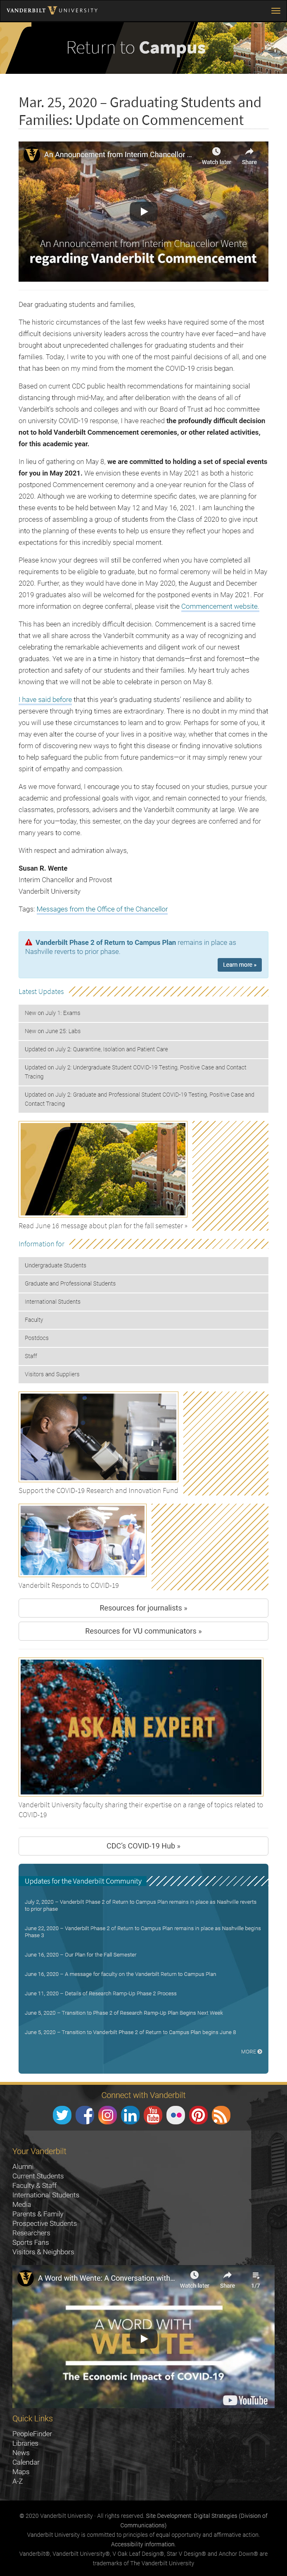 VANDERBILT V UNIVERSITY
Return to Campus
Mar. 25, 2020 – Graduating Students and
Families: Update on Commencement
An Announcement from Interim Chancellor ...
Watch later
Share
An Announcement from Interim Chancellor Wente
regarding Vanderbilt Commencement
Dear graduating students and families,
The historic circumstances of the last few weeks have required some of the most
difficult decisions university leaders across the country have ever faced—and have
brought about unprecedented challenges for graduating students and their
families. Today, I write to you with one of the most painful decisions of all, and one
that has been on my mind from the moment the COVID-19 crisis began.
Based on current CDC public health recommendations for maintaining social
distancing through mid-May, and after deliberation with the deans of all of
Vanderbilt's schools and colleges and with our Board of Trust ad hoc committee
on university COVID-19 response, I have reached the profoundly difficult decision
not to hold Vanderbilt Commencement ceremonies, or other related activities,
for this academic year.
In lieu of gathering on May 8, we are committed to holding a set of special events
for you in May 2021. We envision these events in May 2021 as both a historic
postponed Commencement ceremony and a one-year reunion for the Class of
2020. Although we are working to determine specific dates, we are planning for
these events to be held between May 12 and May 16, 2021. I am launching the
process of assembling a group of students from the Class of 2020 to give input
into the planning of these events to help us ensure they reflect your hopes and
expectations for this incredibly special moment.
Please know your degrees will still be conferred when you have completed all
requirements to be eligible to graduate, but no formal ceremony will be held in May
2020. Further, as they would have done in May 2020, the August and December
2019 graduates also will be welcomed for the postponed events in May 2021. For
more information on degree conferral, please visit the Commencement website.
This has been an incredibly difficult decision. Commencement is a sacred time
that we all share across the Vanderbilt community as a way of recognizing and
celebrating the remarkable achievements and diligent work of our newest
graduates. Yet we are in a time in history that demands—first and forest—the
protection and safety of our students and their families. My heart truly aches
knowing that we will not be able to celebrate in person on May 8.
I have said before that this year's graduating students' resilience and ability to
persevere through trying times are extraordinary. There is no doubt in my mind that
you will use these circumstances to learn and to grow. Perhaps for some of you, it
may even alter the course of your lives in a positive way, whether that comes in the
form of discovering new ways to fight this disease or finding innovative solutions
to help safeguard the public from future pandemics—or it may simply renew your
spirit of empathy and compassion.
As we move forward, I encourage you to stay focused on your studies, pursue your
academic and professional goals with vigor, and remain connected to your friends,
classmates, professors, advisers and the Vanderbilt community at large. We are
here for you—today, this semester, on the day your degrees are conferred and for
many years to come.
With respect and admiration always,
Susan R. Wente
Interim Chancellor and Provost
Vanderbilt University
Tags: Messages from the Office of the Chancellor
Vanderbilt Phase 2 of Return to Campus Plan remains in place as
Nashville reverts to prior phase.
Learn more »
Latest Updates
New on July 1: Exams
New on June 25: Labs
Updated on July 2: Quarantine, Isolation and Patient Care
Updated on July 2: Undergraduate Student COVID-19 Testing, Positive Case and Contact
Tracing
Updated on July 2: Graduate and Professional Student COVID-19 Testing, Positive Case and
Contact Tracing
Read June 16 message about plan for the fall semester »
Information for
Undergraduate Students
Graduate and Professional Students
International Students
Faculty
Postdocs
Staff
Visitors and Suppliers
Support the COVID-19 Research and Innovation Fund
Vanderbilt Responds to COVID-19
Resources for journalists »
Resources for VU communicators »
ASK AN EXPERT
Vanderbilt University faculty sharing their expertise on a range of topics related to
COVID-19
CDC's COVID-19 Hub »
Updates for the Vanderbilt Community
July 2, 2020 – Vanderbilt Phase 2 of Return to Campus Plan remains in place as Nashville reverts
to prior phase
June 22, 2020 – Vanderbilt Phase 2 of Return to Campus Plan remains in place as Nashville begins
Phase 3
June 16, 2020 – Our Plan for the Fall Semester
June 16, 2020 – A message for faculty on the Vanderbilt Return to Campus Plan
June 11, 2020 – Details of Research Ramp-Up Phase 2 Process
June 5, 2020 – Transition to Phase 2 of Research Ramp-Up Plan Begins Next Week
June 5, 2020 – Transition to Vanderbilt Phase 2 of Return to Campus Plan begins June 8
MORE
Connect with Vanderbilt
You Tube
Your Vanderbilt
Alumni
Current Students
Faculty & Staff
International Students
Media
Parents & Family
Prospective Students
Researchers
Sports Fans
Visitors & Neighbors
A Word with Wente: A Conversation with...
Watch later
Share
1/7
A WORD WITH
WENTE
The Economic Impact of COVID-19
YouTube
Quick Links
PeopleFinder
Libraries
News
Calendar
Maps
A-Z
© 2020 Vanderbilt University · All rights reserved. Site Development: Digital Strategies (Division of
Communications)
Vanderbilt University is committed to principles of equal opportunity and affirmative action.
Accessibility information.
Vanderbilt®, Vanderbilt University®, V Oak Leaf Design®, Star V Design® and Anchor Down® are
trademarks of The Vanderbilt University